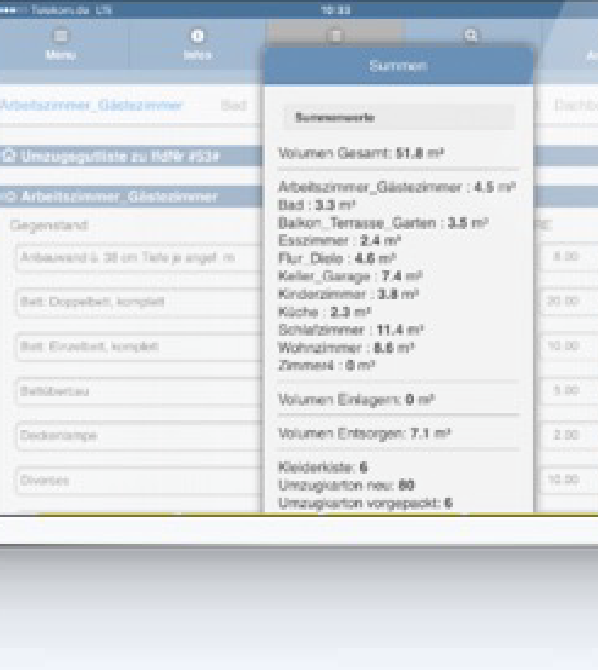 Telekom.de LTE
10:33
Menu
Infos
Summen
Arbeitszimmer_Gästezimmer
Bad
Summenwerte
Umzugsgutliste zu lfdNr #53#
Volumen Gesamt: 51.8 m³
Arbeitszimmer_Gästezimmer
Arbeitszimmer_Gästezimmer : 4.5 m³
Bad : 3.3 m³
Balkon_Terrasse_Garten : 3.5 m³
Esszimmer : 2.4 m³
Flur_Diele : 4.6 m³
Keller_Garage : 7.4 m³
Kinderzimmer : 3.8 m³
Küche : 2.3 m³
Schlafzimmer : 11.4 m³
Wohnzimmer : 8.6 m³
Zimmer4 : 0 m³
Volumen Einlagern: 0 m³
Volumen Entsorgen: 7.1 m³
Kleiderkiste: 6
Umzugkarton neu: 80
Umzugkarton vorgepackt: 6
Gegenstand
RE
Anbauwand ü. 38 cm Tiefe je angef. m
8.00
Bett: Doppelbett, komplett
20.00
Bett: Einzelbett, komplett
10.00
Bettüberbau
5.00
Deckenlampe
2.00
Diverses
10.00